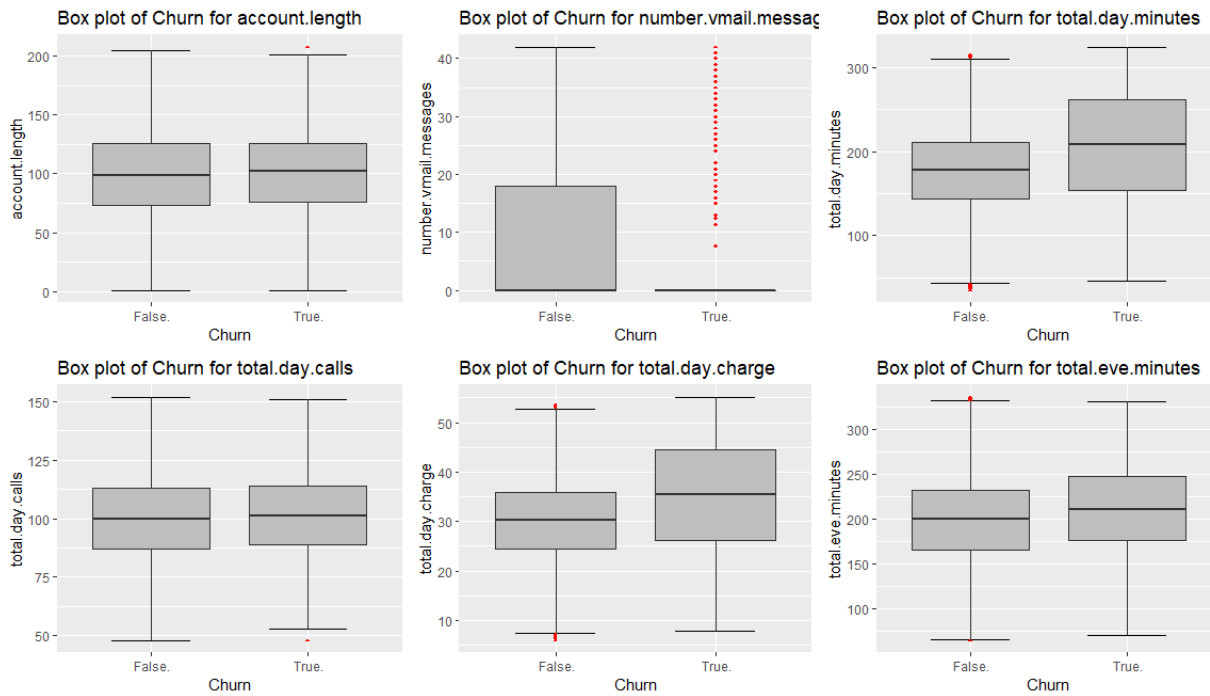 Box plot of Churn for account.length
account.length
200
150
100
50
0
False.
True.
Churn
Box plot of Churn for number.vmail.messag
number.vmail.messages
40
30
20
10
0
False.
True.
Churn
Box plot of Churn for total.day.minutes
total.day.minutes
300
200
100
False.
True.
Churn
Box plot of Churn for total.day.calls
total.day.calls
150
125
100
75
50
False.
True.
Churn
Box plot of Churn for total.day.charge
total.day.charge
50
40
30
20
10
False.
True.
Churn
Box plot of Churn for total.eve.minutes
total.eve.minutes
300
250
200
150
100
False.
True.
Churn